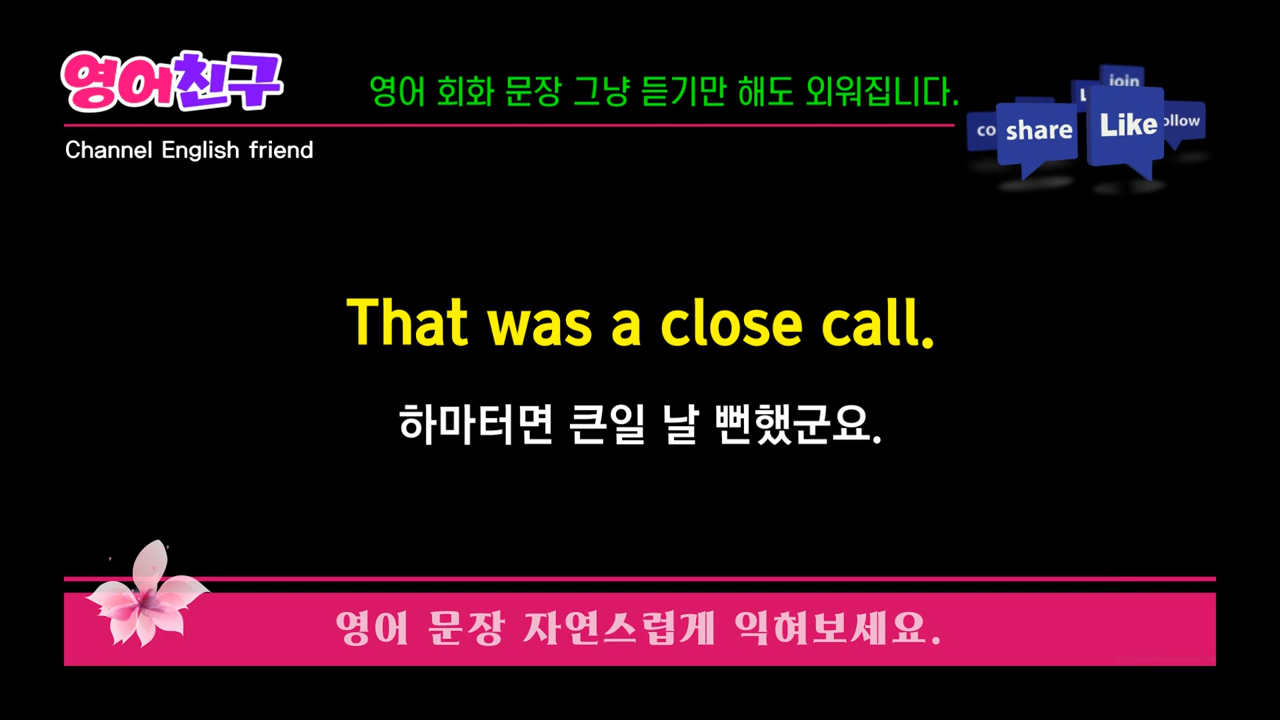 영어친구
영어 회화 문장 그냥 듣기만 해도 외워집니다.
Channel English friend
join
share
Like
That was a close call.
하마터면 큰일 날 뻔했군요.
영어 문장 자연스럽게 익혀보세요.